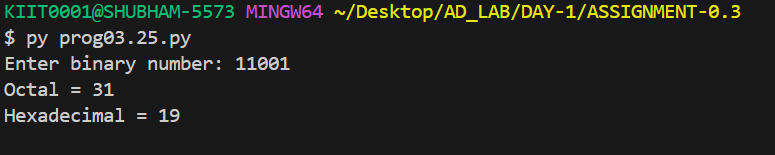 KIIT0001@SHUBHAM-5573 MINGW64 ~/Desktop/AD_LAB/DAY-1/ASSIGNMENT-0.3
$ py prog03.25.py
Enter binary number: 11001
Octal = 31
Hexadecimal = 19